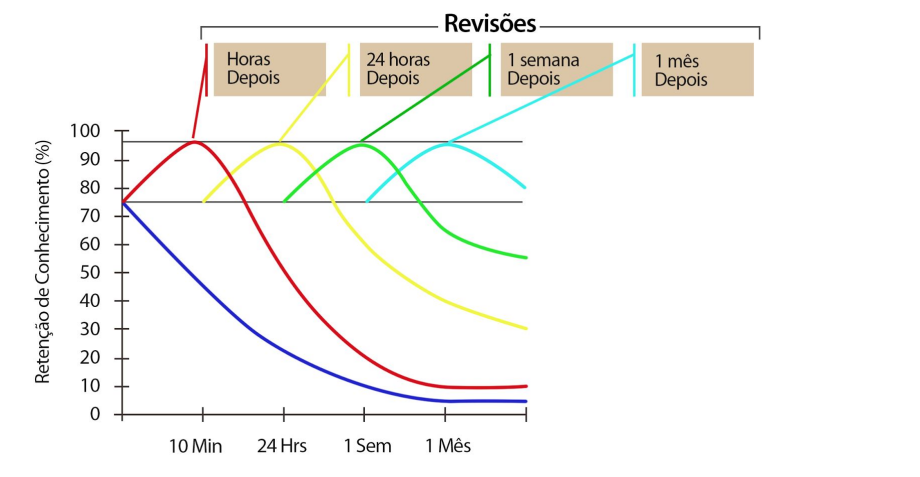 Revisões
Horas
Depois
24 horas
Depois
1 semana
Depois
1 mês
Depois
Retenção de Conhecimento (%)
100
90
80
70
60
50
40
30
20
10
0
10 Min
24 Hrs
1 Sem
1 Mês